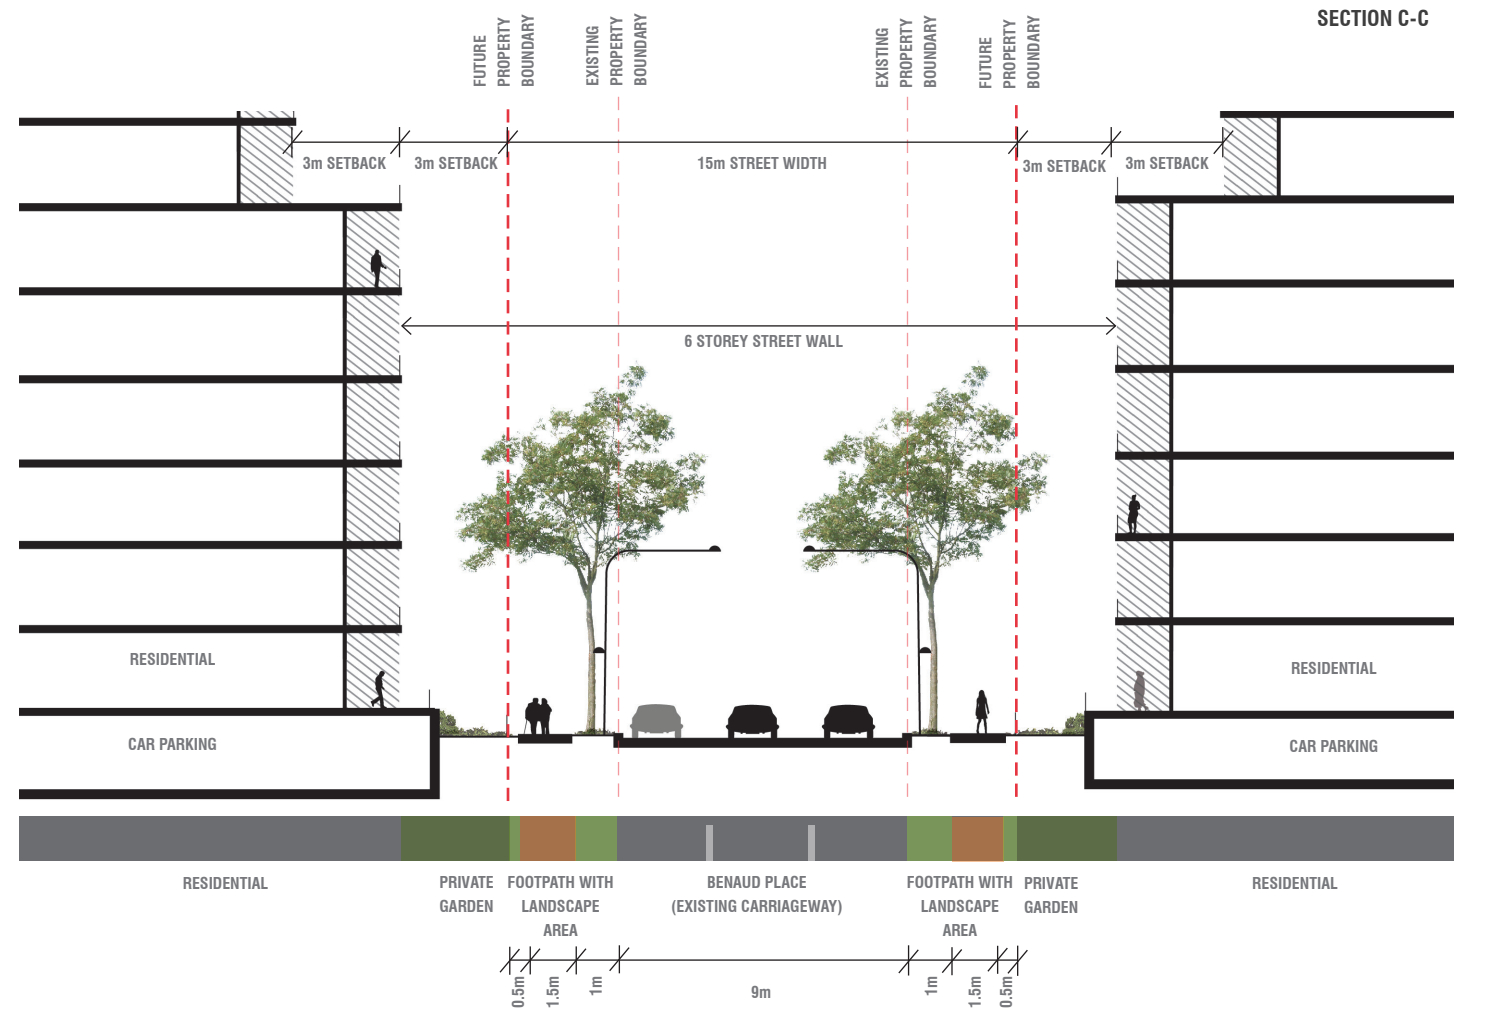 SECTION C-C
FUTURE
PROPERTY
BOUNDARY
EXISTING
PROPERTY
BOUNDARY
EXISTING
PROPERTY
BOUNDARY
FUTURE
PROPERTY
BOUNDARY
3m SETBACK
3m SETBACK
15m STREET WIDTH
3m SETBACK
3m SETBACK
6 STOREY STREET WALL
RESIDENTIAL
RESIDENTIAL
CAR PARKING
CAR PARKING
RESIDENTIAL
PRIVATE
GARDEN
FOOTPATH WITH
LANDSCAPE
AREA
BENAUD PLACE
(EXISTING CARRIAGEWAY)
FOOTPATH WITH
LANDSCAPE
AREA
PRIVATE
GARDEN
RESIDENTIAL
0.5m
1.5m
1m
9m
1m
1.5m
0.5m